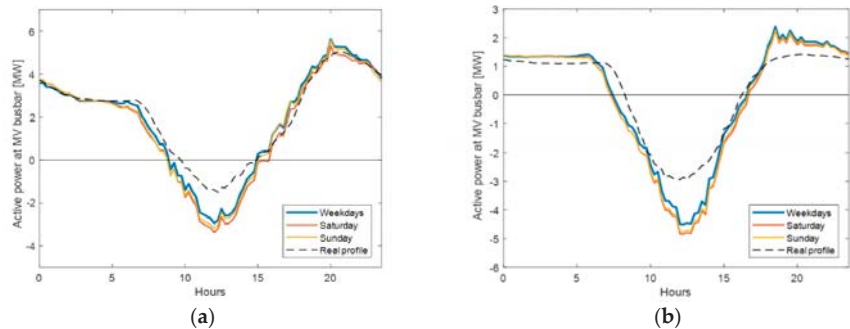 Active power at MV busbar [MW]
6
4
2
0
-2
-4
Weekdays
Saturday
Sunday
Real profile
0
5
10
15
20
Hours
(a)
Active power at MV busbar [MW]
3
2
1
0
-1
-2
-3
-4
-5
-6
Weekdays
Saturday
Sunday
Real profile
0
5
10
15
20
Hours
(b)